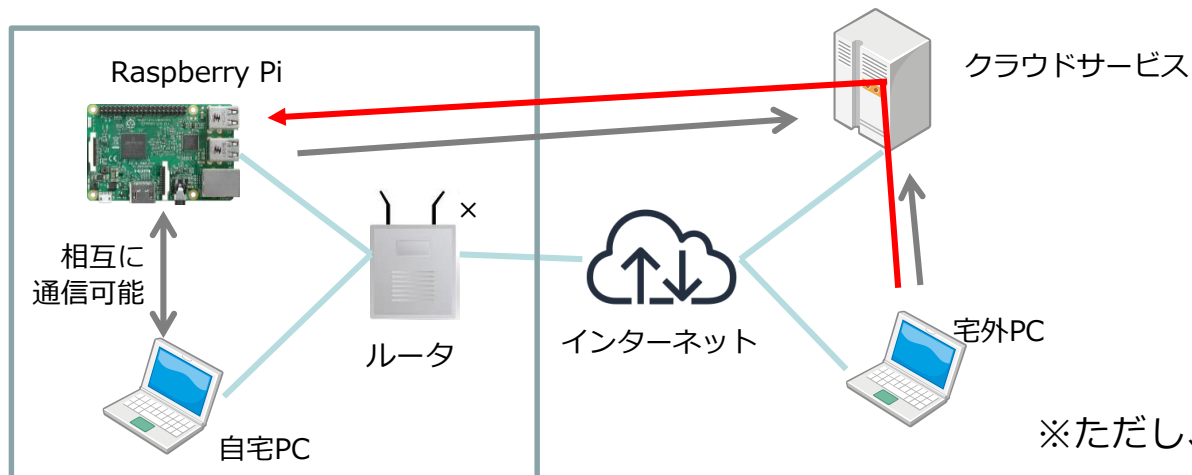 Raspberry Pi
クラウドサービス
×
相互に
通信可能
ルータ
インターネット
宅外PC
自宅PC
※ただし、